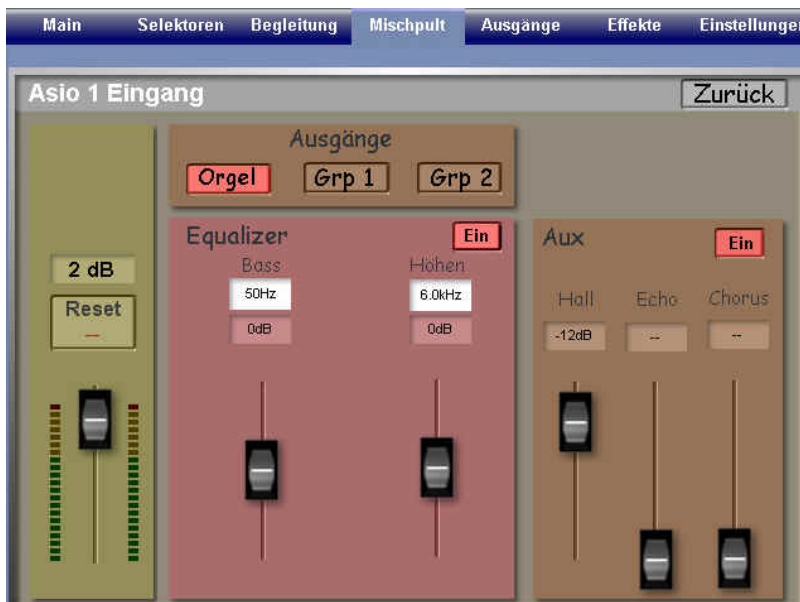 Main Selektoren Begleitung Mischpult Ausgänge Effekte Einstellunge
Asio 1 Eingang Zurück
Ausgänge
Orgel Grp 1 Grp 2
Equalizer Ein
Bass Höhen
50Hz 6.0kHz
0dB 0dB
2 dB
Reset
--
Aux Ein
Hall Echo Chorus
-12dB -- --